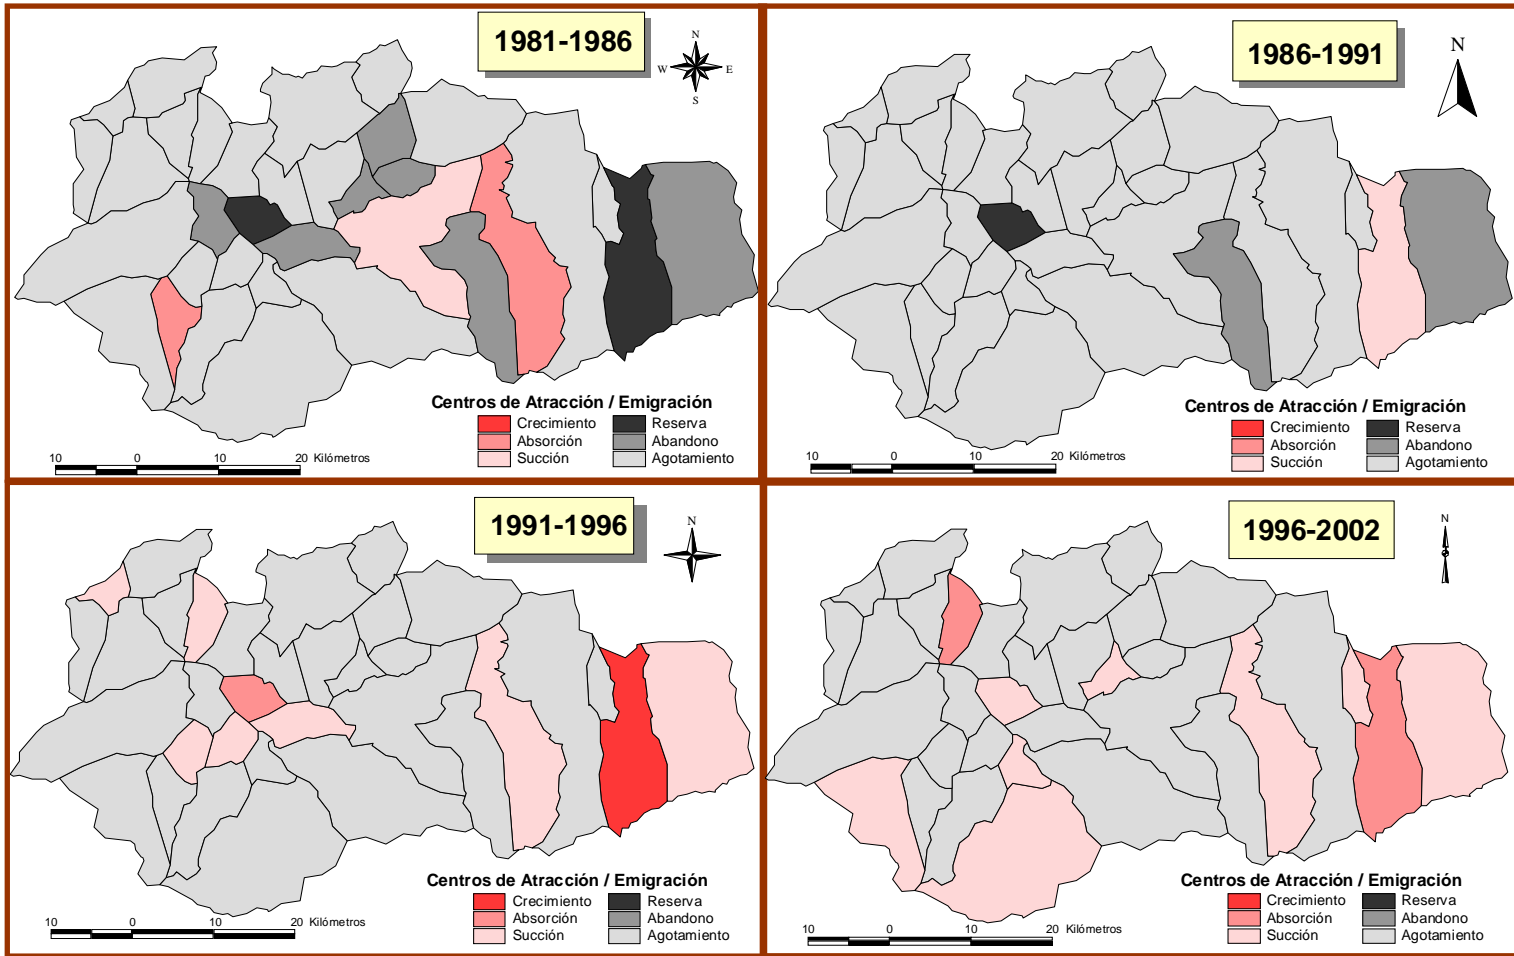 1981-1986
N
W E
S
Centros de Atracción / Emigración
Crecimiento Reserva
Absorción Abandono
Succión Agotamiento
10 0 10 20 Kilómetros
1986-1991
N
Centros de Atracción / Emigración
Crecimiento Reserva
Absorción Abandono
Succión Agotamiento
10 0 10 20 Kilómetros
1991-1996
N
Centros de Atracción / Emigración
Crecimiento Reserva
Absorción Abandono
Succión Agotamiento
10 0 10 20 Kilómetros
1996-2002
N
Centros de Atracción / Emigración
Crecimiento Reserva
Absorción Abandono
Succión Agotamiento
10 0 10 20 Kilómetros